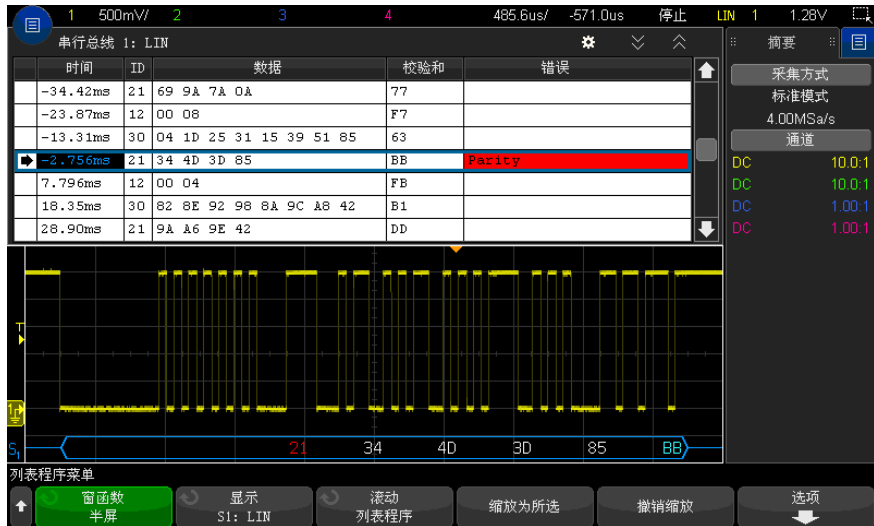 1 500mV/ 2 3 4 485.6us/ -571.0us 停止 LIN 1 1.28V
串行总线 1: LIN
时间 ID 数据 校验和 错误
-34.42ms 21 69 9A 7A 0A 77
-23.87ms 12 00 08 F7
-13.31ms 30 04 1D 25 31 15 39 51 85 63
-2.756ms 21 34 4D 3D 85 BB Parity
7.796ms 12 00 04 FB
18.35ms 30 82 8E 92 98 8A 9C A8 42 B1
28.90ms 21 9A A6 9E 42 DD
摘要
采集方式
标准模式
4.00MSa/s
通道
DC 10.0:1
DC 10.0:1
DC 1.00:1
DC 1.00:1
T
1
S1 21 34 4D 3D 85 BB
列表程序菜单
窗函数
半屏
显示
S1: LIN
滚动
列表程序
缩放为所选
撤销缩放
选项